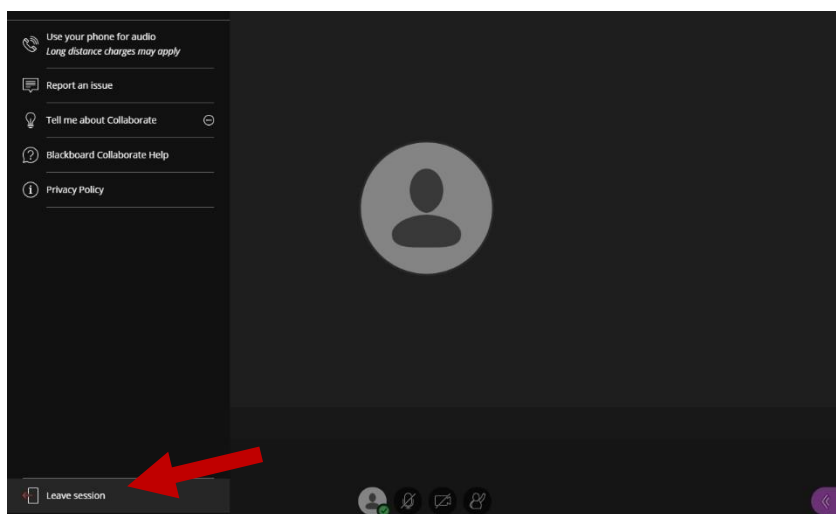 Use your phone for audio
Long distance charges may apply
Report an issue
Tell me about Collaborate
Blackboard Collaborate Help
Privacy Policy
Leave session